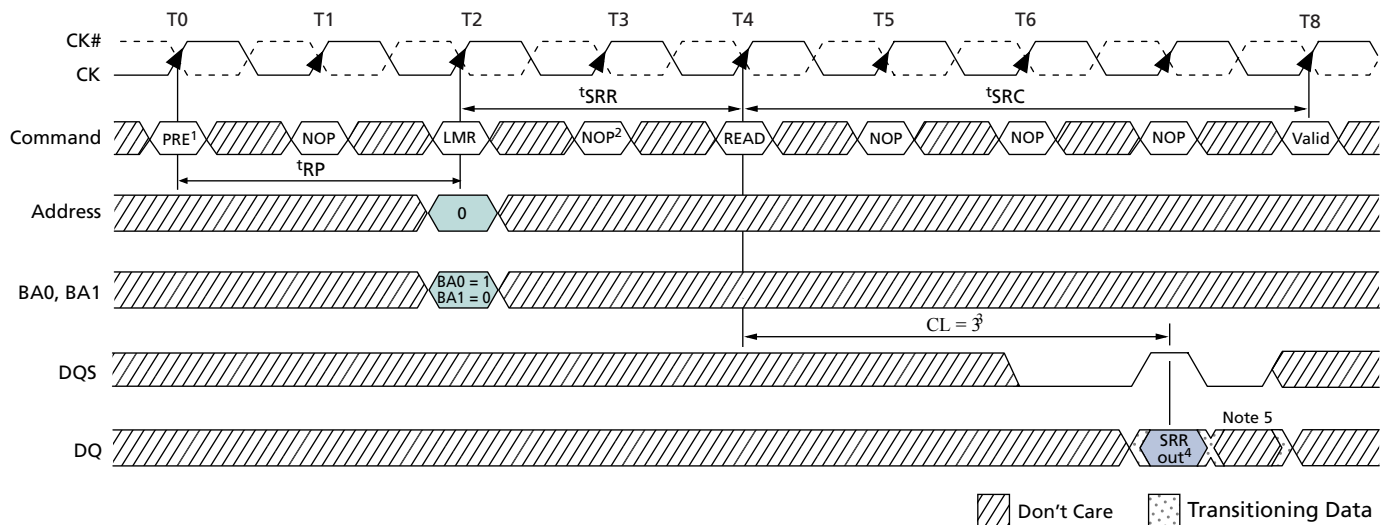 T0 T1 T2 T3 T4 T5 T6 T8
CK#
CK
tSRR tSRC
Command PRE1 NOP LMR NOP2 READ NOP NOP NOP Valid
tRP
Address 0
BA0, BA1 BA0 = 1
BA1 = 0
CL = 33
DQS
Note 5
DQ SRR
out4
Don't Care Transitioning Data